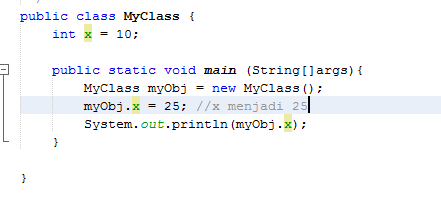 public class MyClass {
int x = 10;
public static void main (String[]args){
MyClass myObj = new MyClass();
myObj.x = 25; //x menjadi 25
System.out.println(myObj.x);
}
}